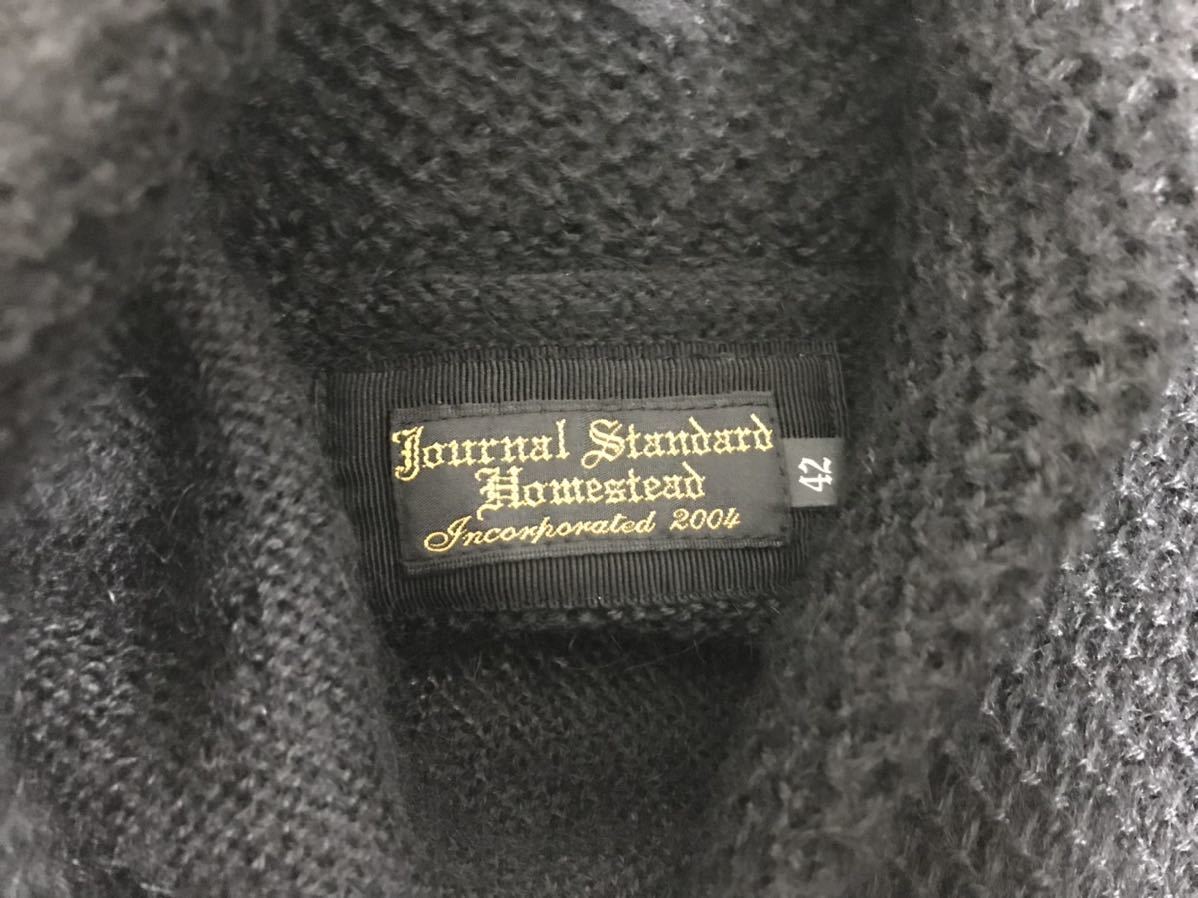 Journal Standard
Homestead
Incorporated 2004
42